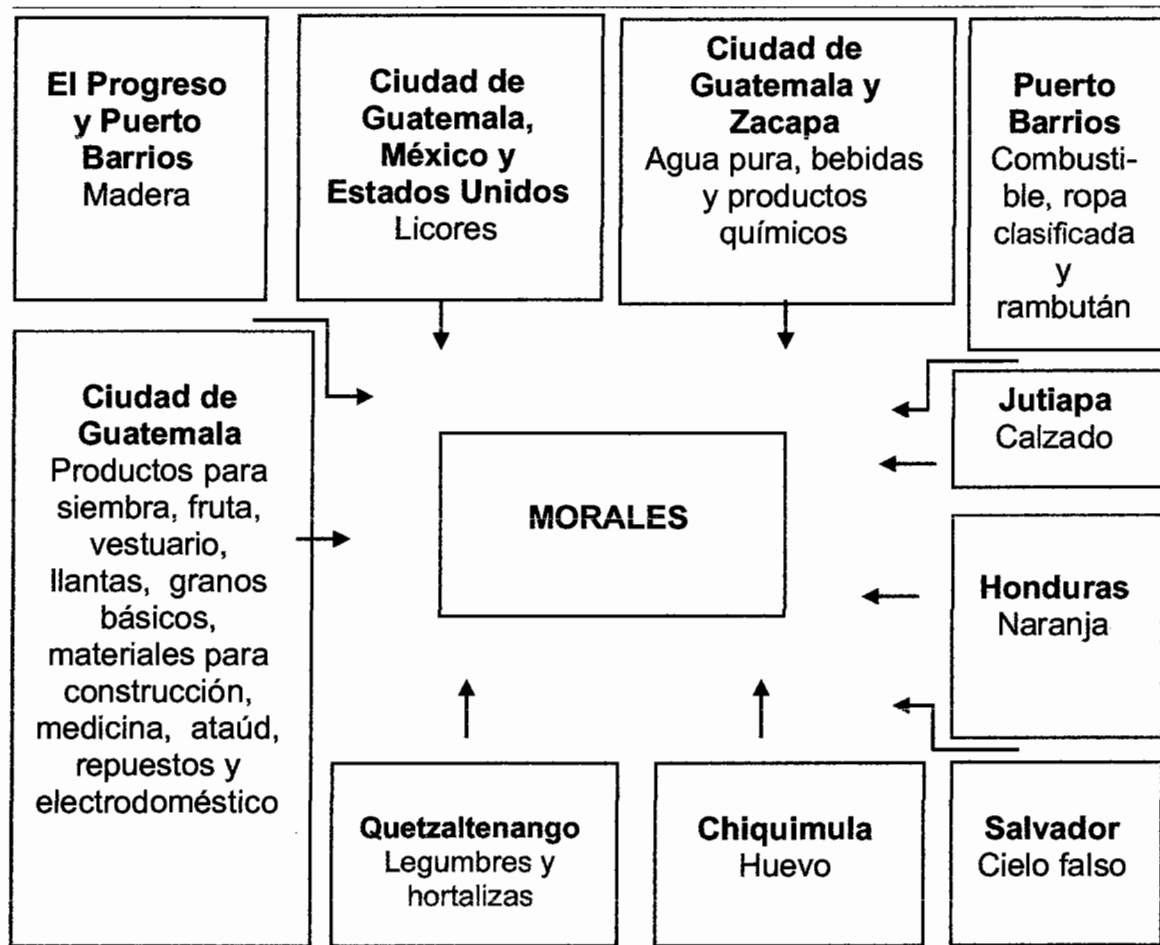 El Progreso
y Puerto
Barrios
Madera
Ciudad de
Guatemala,
México y
Estados Unidos
Licores
Ciudad de
Guatemala y
Zacapa
Agua pura, bebidas
y productos
químicos
Puerto
Barrios
Combusti-
ble, ropa
clasificada
y
rambután
Ciudad de
Guatemala
Productos para
siembra, fruta,
vestuario,
llantas, granos
básicos,
materiales para
construcción,
medicina, ataúd,
repuestos y
electrodoméstico
MORALES
Jutiapa
Calzado
Honduras
Naranja
Quetzaltenango
Legumbres y
hortalizas
Chiquimula
Huevo
Salvador
Cielo falso